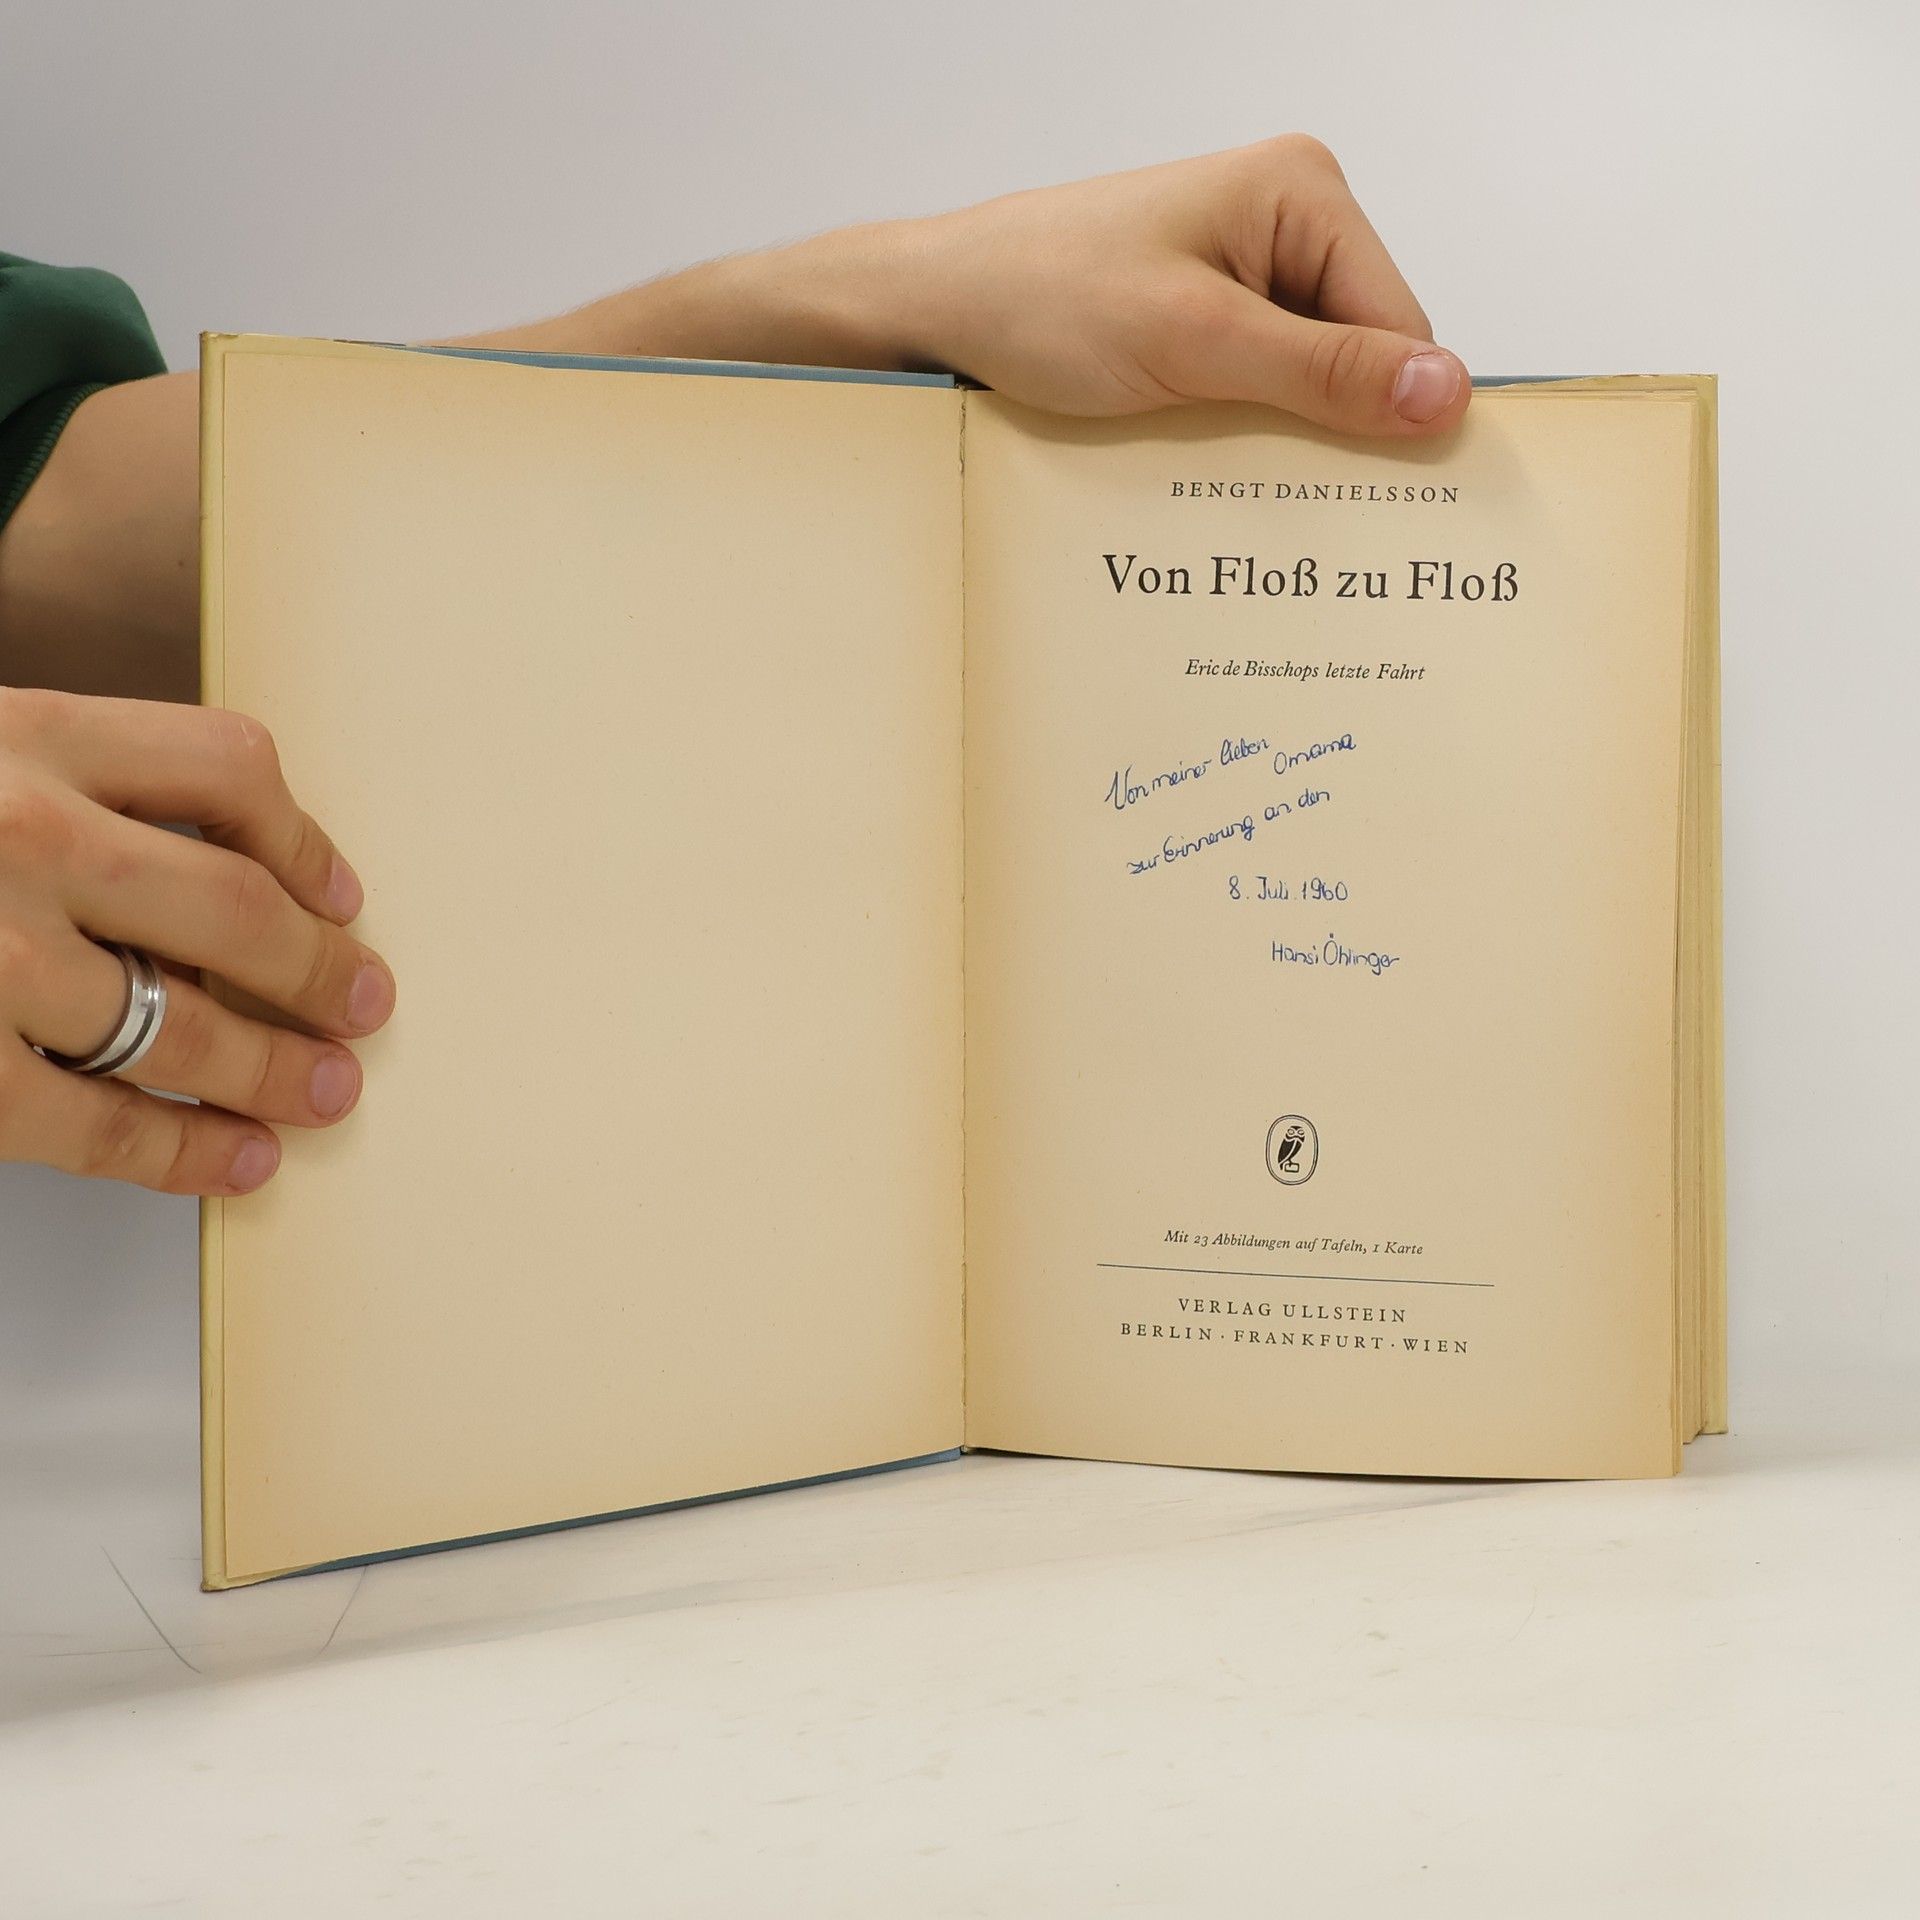 BENGT DANIELSSON
Von Floß zu Floß
Eric de Bisschops letzte Fahrt
Von meiner lieben Omama
zur Erinnerung an den
8. Juli. 1960
Hansi Öhlinger
Mit 23 Abbildungen auf Tafeln, 1 Karte
VERLAG ULLSTEIN
BERLIN · FRANKFURT · WIEN